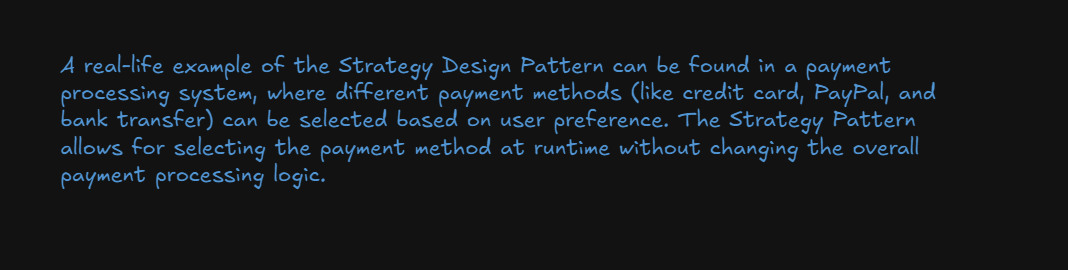 A real-life example of the Strategy Design Pattern can be found in a payment
processing system, where different payment methods (like credit card, PayPal, and
bank transfer) can be selected based on user preference. The Strategy Pattern
allows for selecting the payment method at runtime without changing the overall
payment processing logic.